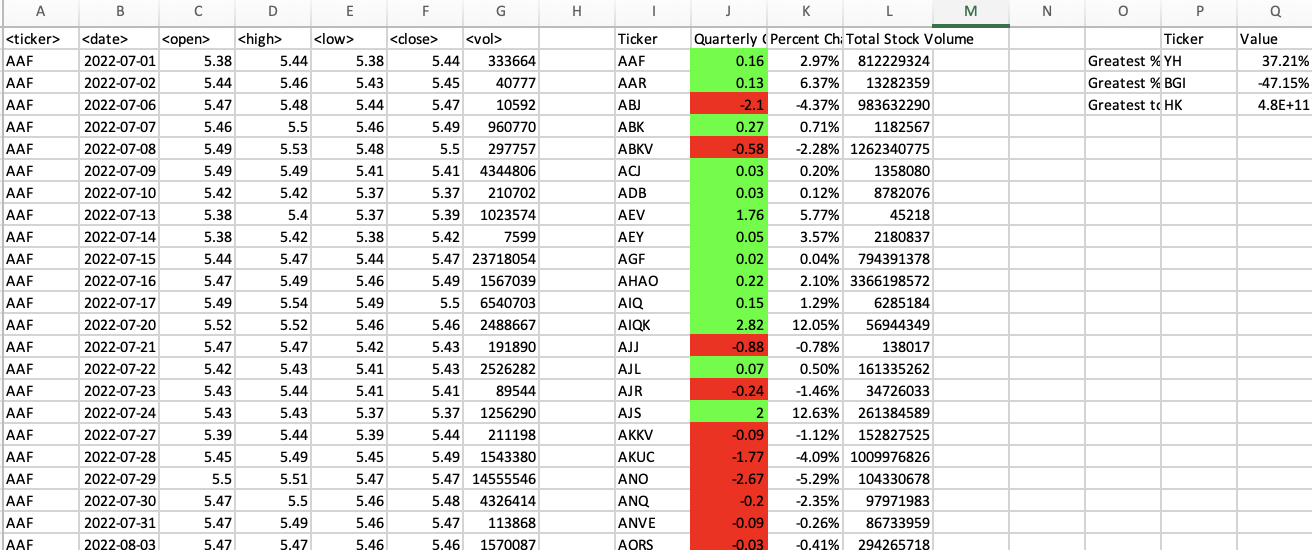 A B C D E F G H I J K L M N O P Q
<ticker> <date> <open> <high> <low> <close> <vol> Ticker Quarterly C Percent Cha Total Stock Volume Ticker Value
AAF 2022-07-01 5.38 5.44 5.38 5.44 333664 AAF 0.16 2.97% 812229324 Greatest % YH 37.21%
AAF 2022-07-02 5.44 5.46 5.43 5.45 40777 AAR 0.13 6.37% 13282359 Greatest % BGI -47.15%
AAF 2022-07-06 5.47 5.48 5.44 5.47 10592 ABJ -2.1 -4.37% 983632290 Greatest to HK 4.8E+11
AAF 2022-07-07 5.46 5.5 5.46 5.49 960770 ABK 0.27 0.71% 1182567
AAF 2022-07-08 5.49 5.53 5.48 5.5 297757 ABKV -0.58 -2.28% 1262340775
AAF 2022-07-09 5.49 5.49 5.41 5.41 4344806 ACJ 0.03 0.20% 1358080
AAF 2022-07-10 5.42 5.42 5.37 5.37 210702 ADB 0.03 0.12% 8782076
AAF 2022-07-13 5.38 5.4 5.37 5.39 1023574 AEV 1.76 5.77% 45218
AAF 2022-07-14 5.38 5.42 5.38 5.42 7599 AEY 0.05 3.57% 2180837
AAF 2022-07-15 5.44 5.47 5.44 5.47 23718054 AGF 0.02 0.04% 794391378
AAF 2022-07-16 5.47 5.49 5.46 5.49 1567039 AHAO 0.22 2.10% 3366198572
AAF 2022-07-17 5.49 5.54 5.49 5.5 6540703 AIQ 0.15 1.29% 6285184
AAF 2022-07-20 5.52 5.52 5.46 5.46 2488667 AIQK 2.82 12.05% 56944349
AAF 2022-07-21 5.47 5.47 5.42 5.43 191890 AJJ -0.88 -0.78% 138017
AAF 2022-07-22 5.42 5.43 5.41 5.43 2526282 AJL 0.07 0.50% 161335262
AAF 2022-07-23 5.43 5.44 5.41 5.41 89544 AJR -0.24 -1.46% 34726033
AAF 2022-07-24 5.43 5.43 5.37 5.37 1256290 AJS 2 12.63% 261384589
AAF 2022-07-27 5.39 5.44 5.39 5.44 211198 AKKV -0.09 -1.12% 152827525
AAF 2022-07-28 5.45 5.49 5.45 5.49 1543380 AKUC -1.77 -4.09% 1009976826
AAF 2022-07-29 5.5 5.51 5.47 5.47 14555546 ANO -2.67 -5.29% 104330678
AAF 2022-07-30 5.47 5.5 5.46 5.48 4326414 ANQ -0.2 -2.35% 97971983
AAF 2022-07-31 5.47 5.49 5.46 5.47 113868 ANVE -0.09 -0.26% 86733959
AAF 2022-08-03 5.47 5.47 5.46 5.46 1570087 AORS -0.03 -0.41% 294265718